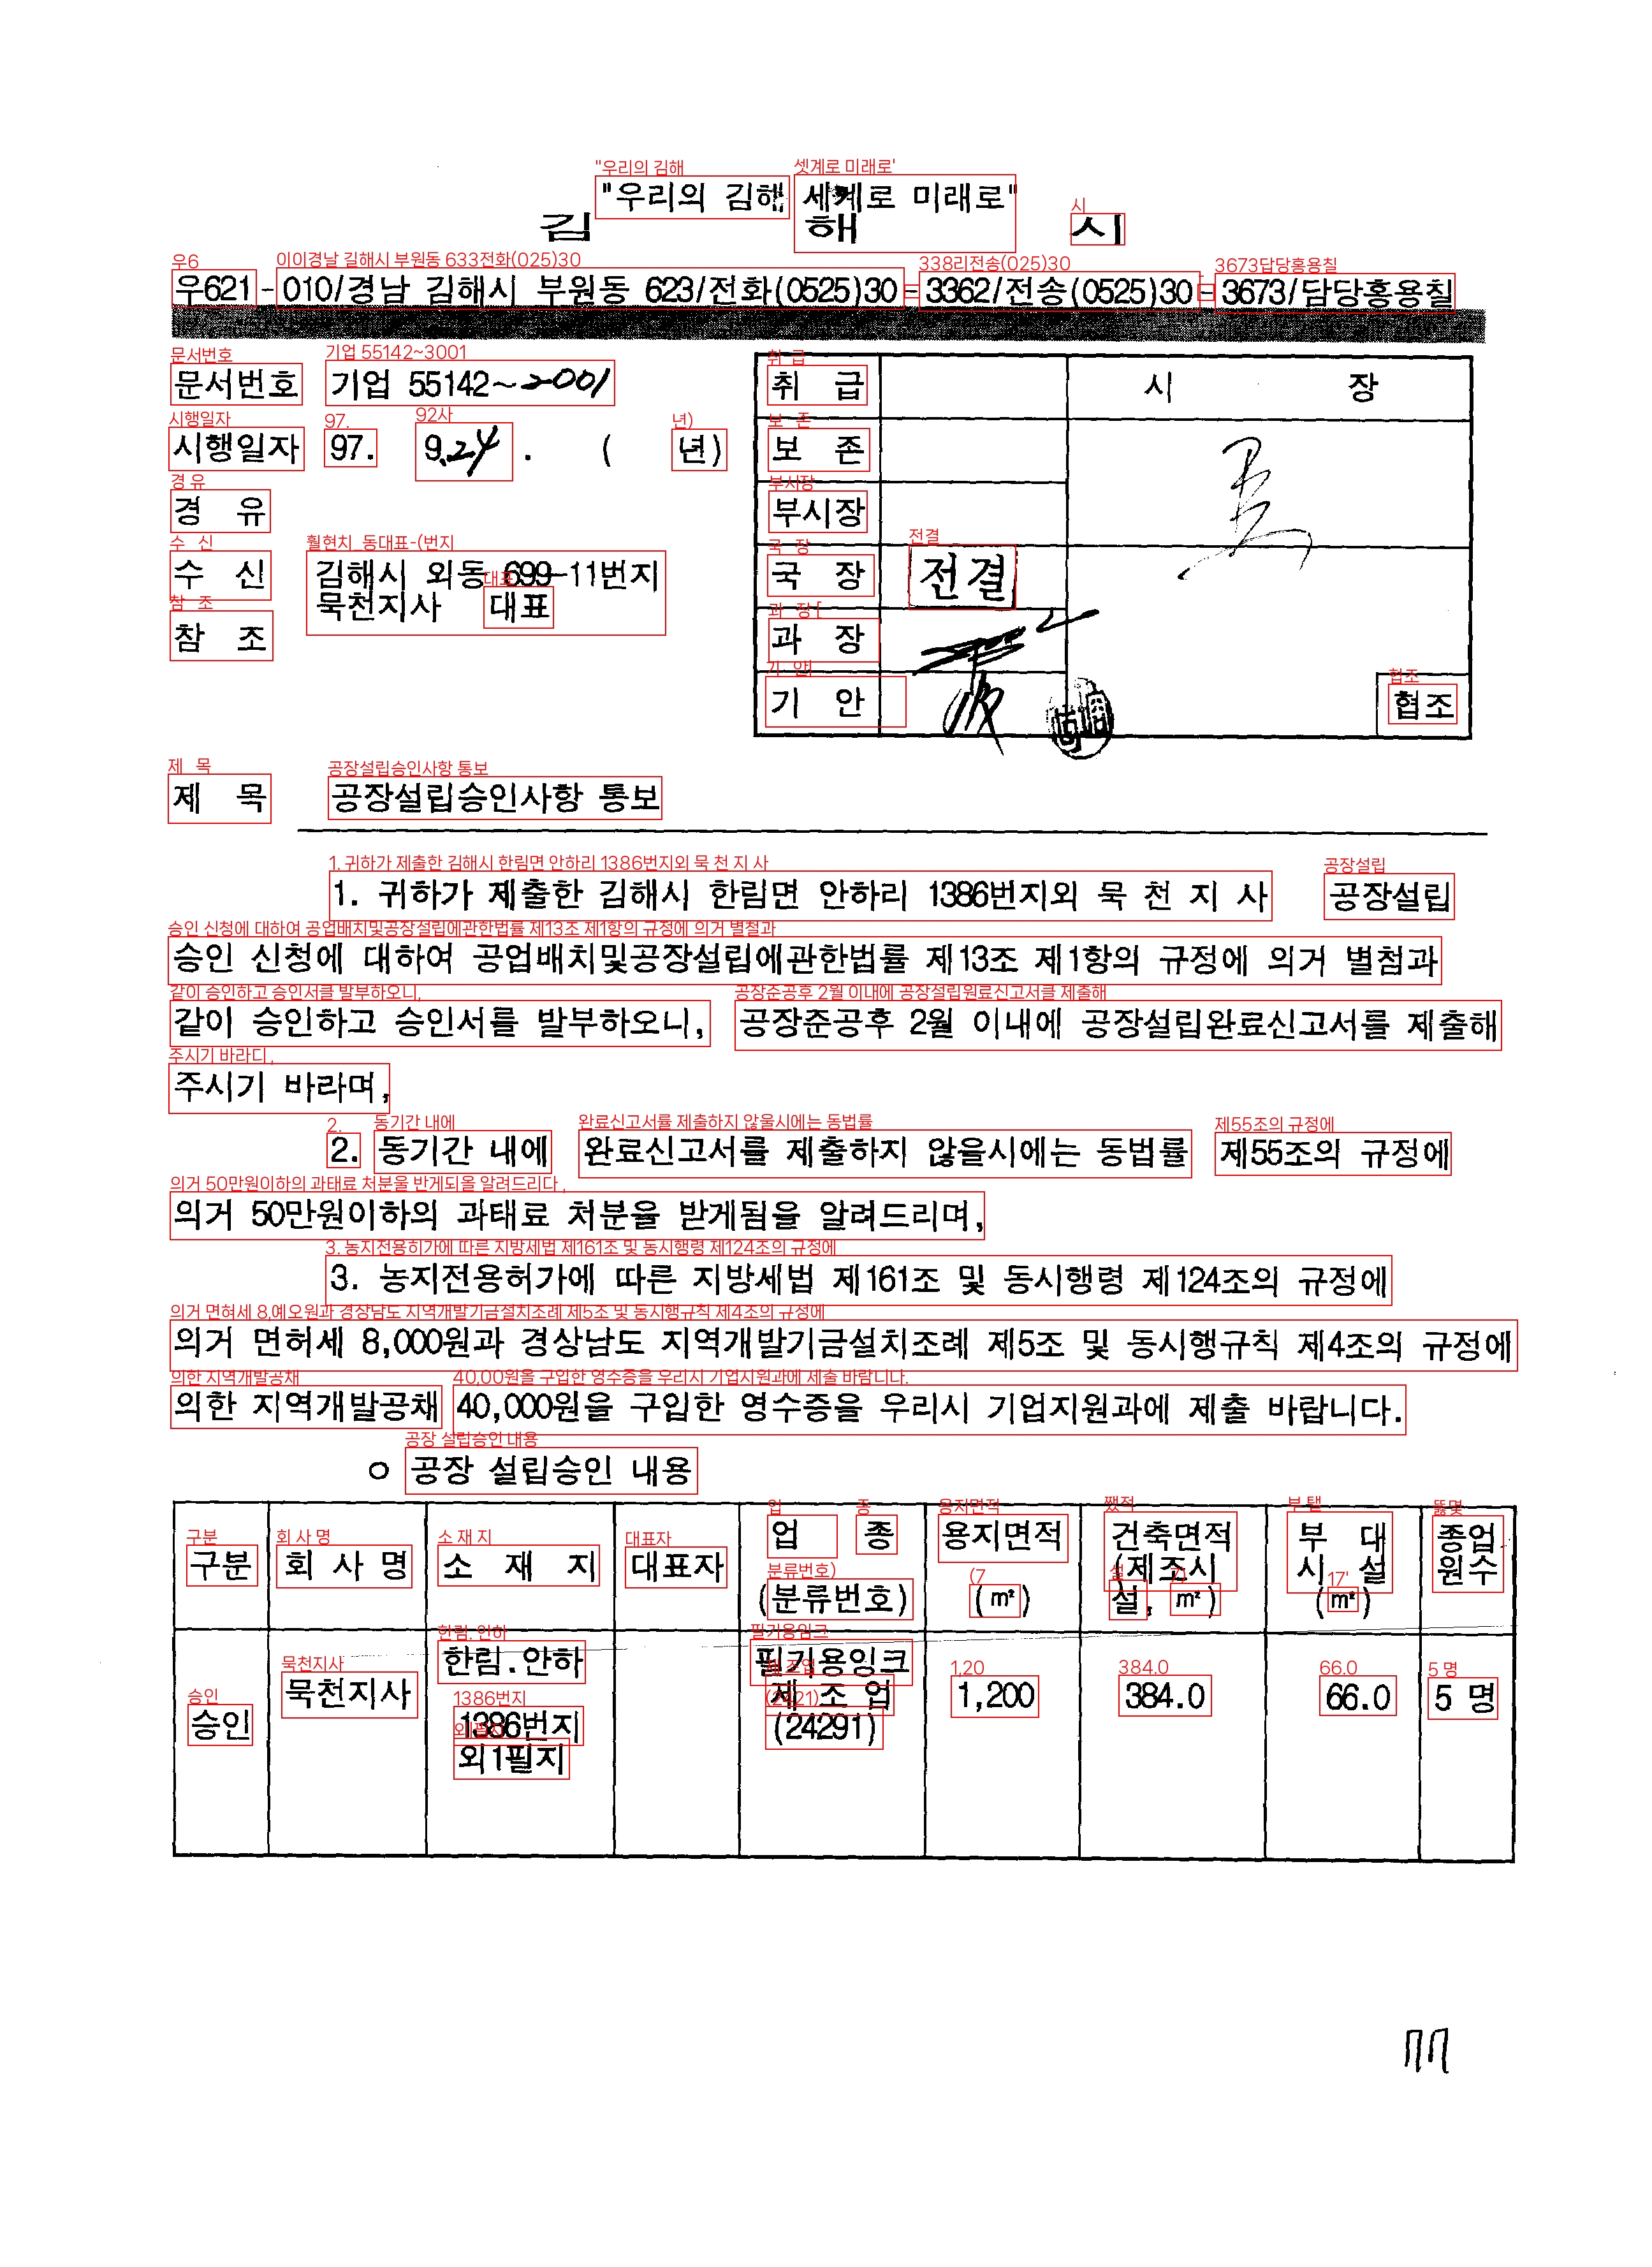 "우리의 김해 세계로 미래로"
김 해 시
우621-010/경남 김해시 부원동 623/전화(0525)30-3362/전송(0525)30-3673/담당홍용칠
문서번호 기업 55142~2001
시행일자 97. 9.24. ( 년)
경 유
수 신 김해시 외동 699-11번지
묵천지사 대표
참 조
취 급 시 장
보 존
부시장
국 장 전결
과 장
기 안
협조
제 목 공장설립승인사항 통보
1. 귀하가 제출한 김해시 한림면 안하리 1386번지외 묵 천 지 사 공장설립
승인 신청에 대하여 공업배치및공장설립에관한법률 제13조 제1항의 규정에 의거 별첨과
같이 승인하고 승인서를 발부하오니, 공장준공후 2월 이내에 공장설립완료신고서를 제출해
주시기 바라며,
2. 동기간 내에 완료신고서를 제출하지 않을시에는 동법률 제55조의 규정에
의거 50만원이하의 과태료 처분을 받게됨을 알려드리며,
3. 농지전용허가에 따른 지방세법 제161조 및 동시행령 제124조의 규정에
의거 면허세 8,000원과 경상남도 지역개발기금설치조례 제5조 및 동시행규칙 제4조의 규정에
의한 지역개발공채 40,000원을 구입한 영수증을 우리시 기업지원과에 제출 바랍니다.
o 공장 설립승인 내용
구분 회 사 명 소 재 지 대표자 업 종 (분류번호) 용지면적 (㎡) 건축면적 (제조시설, ㎡) 부 대 시 설 (㎡) 종업원수
승인 묵천지사 한림.안하 1386번지 외1필지 필기용잉크 제 조 업 (24291) 1,200 384.0 66.0 5 명